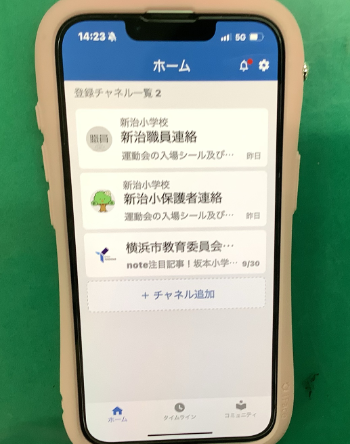 14:23
5G
ホーム
登録チャネル一覧 2
職員
新治小学校
新治職員連絡
運動会の入場シール及び… 昨日
新治小学校
新治小保護者連絡
運動会の入場シール及び… 昨日
横浜市教育委員会…
note注目記事！坂本小学… 9/30
+ チャネル追加
ホーム
タイムライン
コミュニティ